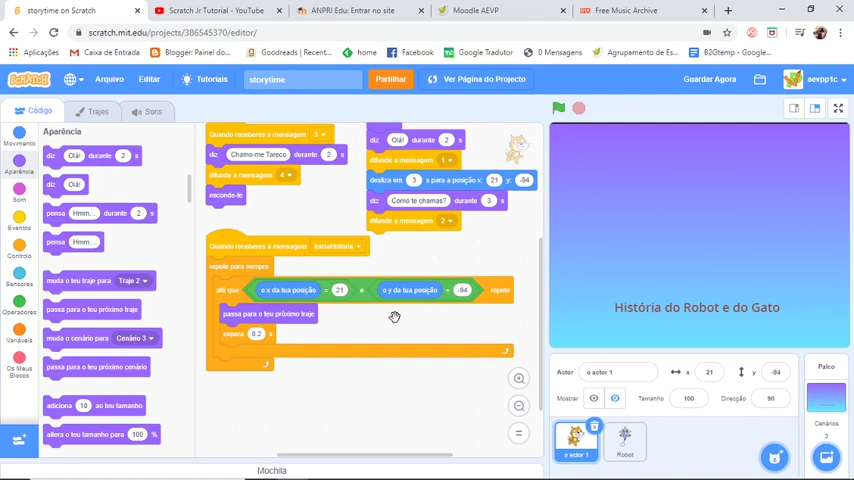 storytime on Scratch
Scratch Jr Tutorial - YouTube
ANPRI Edu: Entrar no site
Moodle AEVP
Free Music Archive
scratch.mit.edu/projects/386545370/editor/
Aplicações
Caixa de Entrada
Blogger: Painel do...
Goodreads | Recent...
home
Facebook
Google Tradutor
0 Mensagens
Agrupamento de Es...
B2Gtemp - Google...
SCRATCH
Arquivo
Editar
Tutoriais
storytime
Partilhar
Ver Página do Projecto
Guardar Agora
aevpp1c
Código
Trajes
Sons
Movimento
Aparência
Som
Eventos
Controlo
Sensores
Operadores
Variáveis
Os Meus Blocos
Aparência
diz Olá! durante 2 s
diz Olá!
pensa Hmm... durante 2 s
pensa Hmm...
muda o teu traje para Traje 2
passa para o teu próximo traje
muda o cenário para Cenário 3
passa para o teu próximo cenário
adiciona 10 ao teu tamanho
altera o teu tamanho para 100 %
Quando receberes a mensagem 3
diz Chamo-me Tareco durante 2 s
difunde a mensagem 4
esconde-te
diz Olá! durante 2 s
difunde a mensagem 1
desliza em 3 s para a posição x: 21 y: -94
diz Como te chamas? durante 3 s
difunde a mensagem 2
Quando receberes a mensagem IniciaHistoria
repete para sempre
até que o x da tua posição = 21 e o y da tua posição = -94 repete
passa para o teu próximo traje
espera 0.2 s
Mochila
História do Robot e do Gato
Actor
o actor 1
x 21
y -94
Mostrar
Tamanho 100
Direcção 90
o actor 1
Robot
Palco
Cenários
3